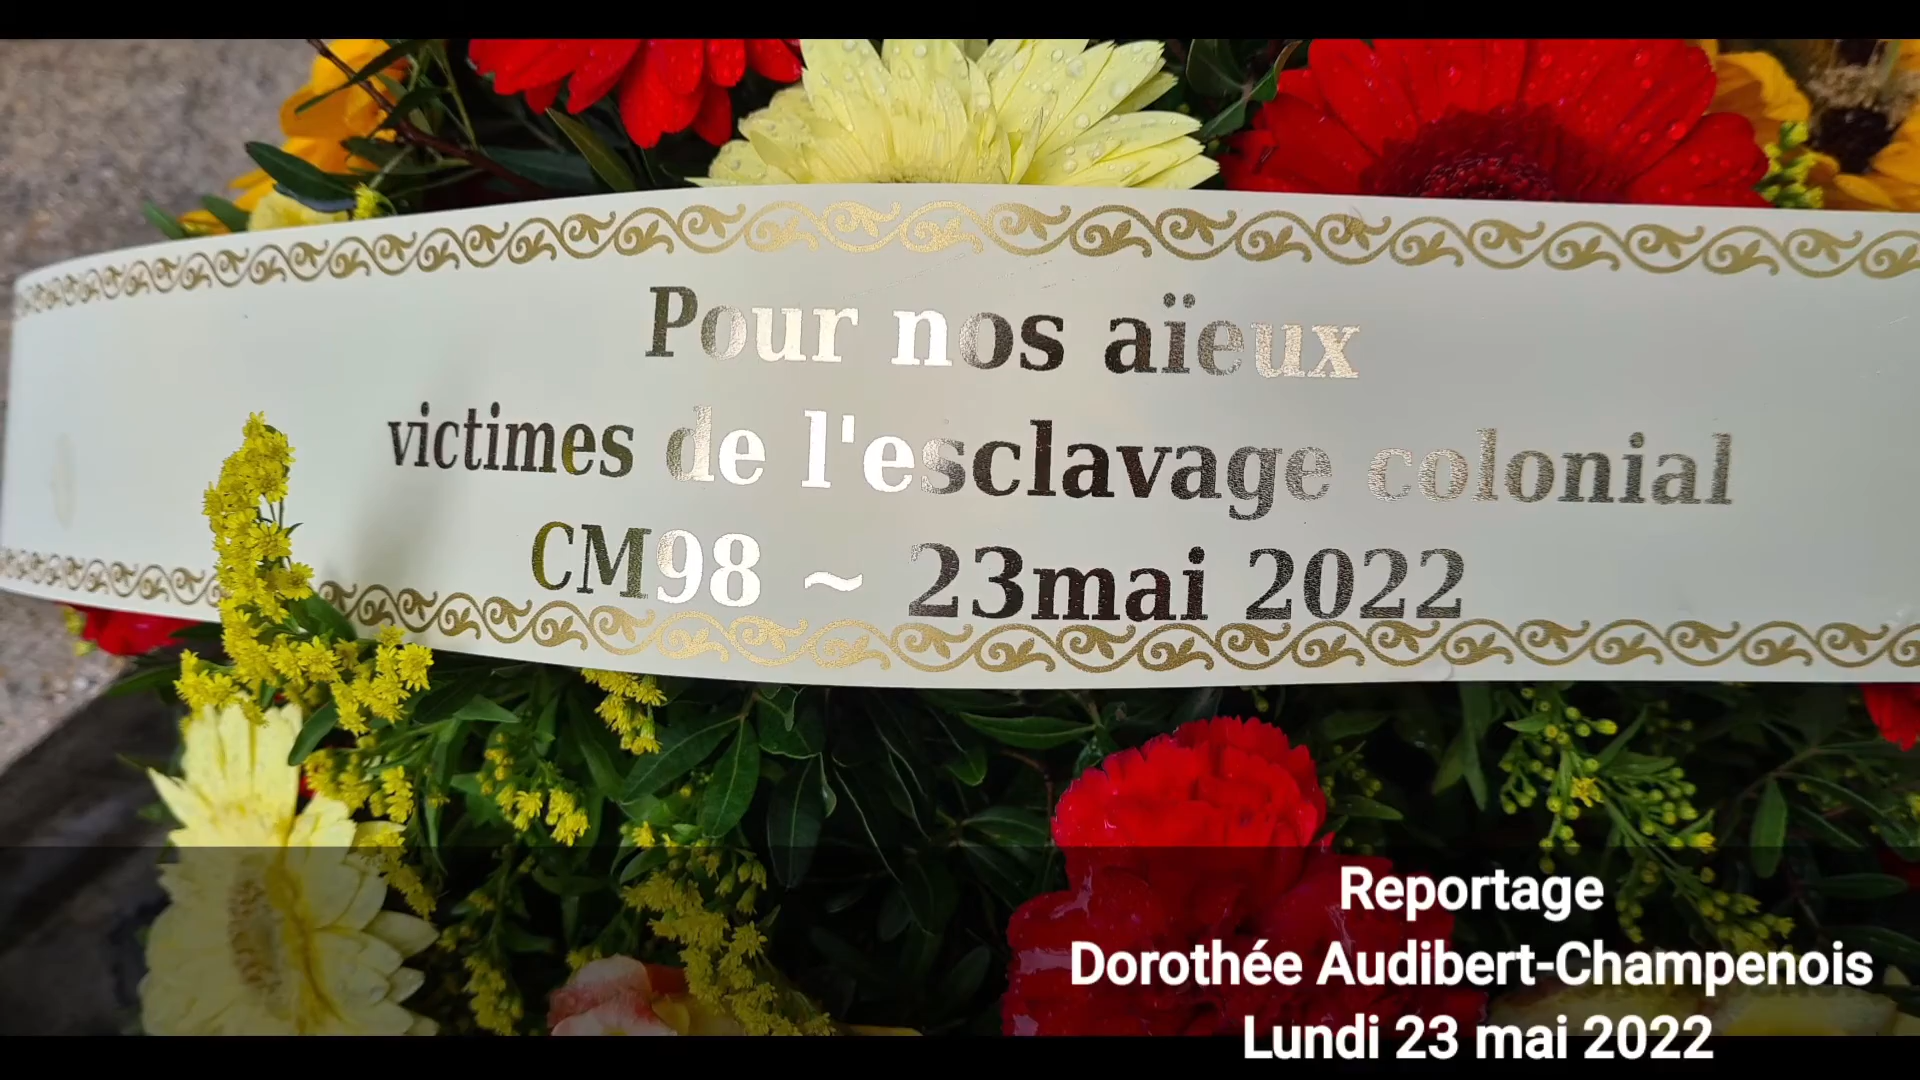 Pour nos aïeux
victimes de l'esclavage colonial
CM98 ~ 23mai 2022
Reportage
Dorothée Audibert-Champenois
Lundi 23 mai 2022